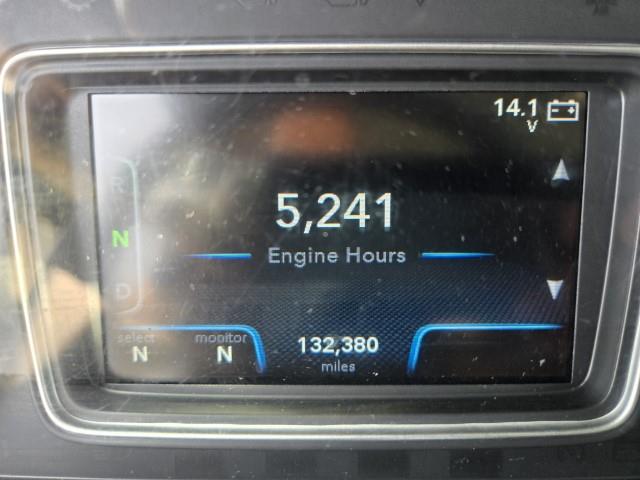 14.1
V
R
5,241
N
Engine Hours
D
select monitor
N N
132,380
miles